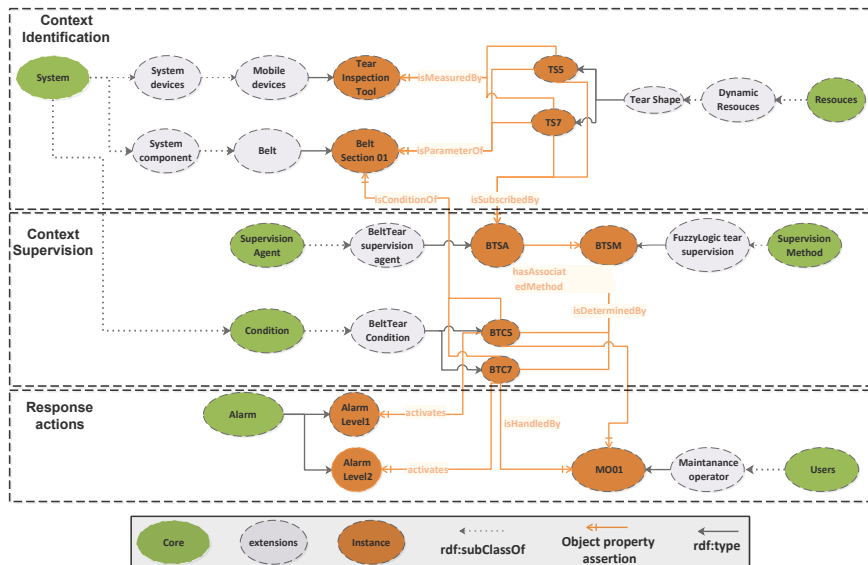 Context
Identification
System
System
devices
Mobile
devices
Tear
Inspection
Tool
isMeasuredBy
TS5
Tear Shape
Dynamic
Resouces
Resouces
TS7
System
component
Belt
Belt
Section 01
isParameterOf
isConditionOf
isSubscribedBy
Context
Supervision
Supervision
Agent
BeltTear
supervision
agent
BTSA
BTSM
FuzzyLogic tear
supervision
Supervision
Method
hasAssociat
edMethod
isDeterminedBy
Condition
BeltTear
Condition
BTC5
BTC7
Response
actions
Alarm
Alarm
Level1
activates
isHandledBy
Alarm
Level2
activates
MO01
Maintanance
operator
Users
Core
extensions
Instance
rdf:subClassOf
Object property
assertion
rdf:type